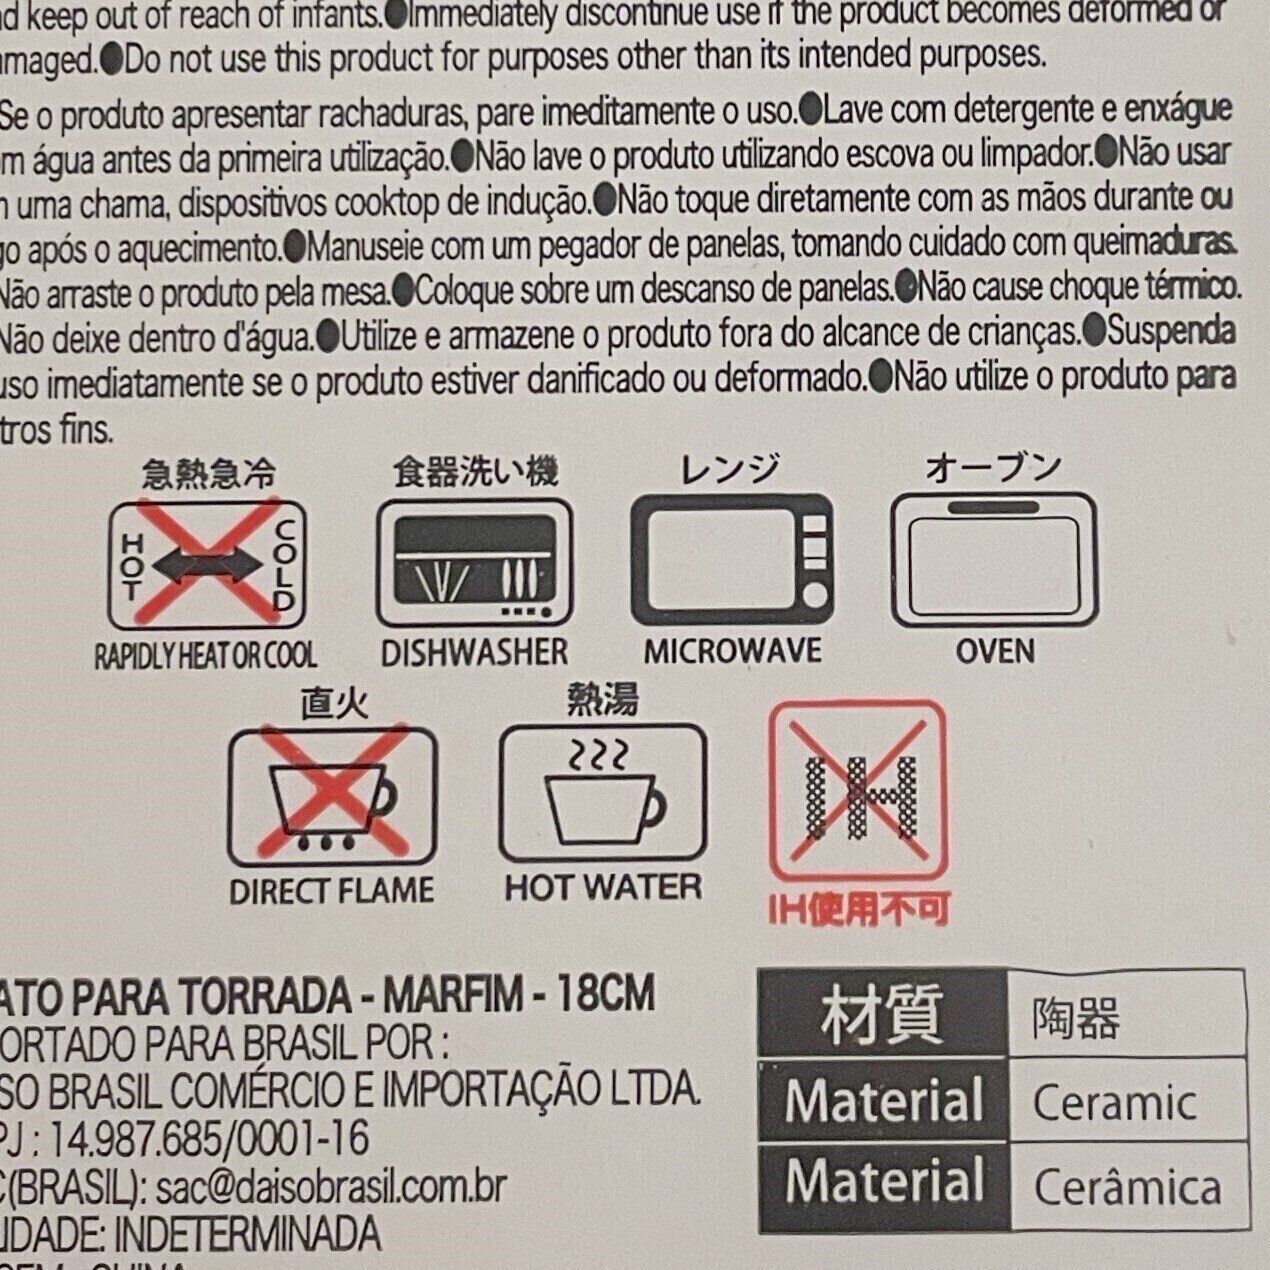 keep out of reach of infants.●Immediately discontinue use if the product becomes deformed or
●Do not use this product for purposes other than its intended purposes.
Se o produto apresentar rachaduras, pare imeditamente o uso.●Lave com detergente e enxágue
água antes da primeira utilização.●Não lave o produto utilizando escova ou limpador.●Não usar
uma chama, dispositivos cooktop de indução.●Não toque diretamente com as mãos durante ou
após o aquecimento.●Manuseie com um pegador de panelas, tomando cuidado com queimaduras.
Não arraste o produto pela mesa.●Coloque sobre um descanso de panelas.●Não cause choque térmico.
Não deixe dentro d'água.●Utilize e armazene o produto fora do alcance de crianças.●Suspenda
uso imediatamente se o produto estiver danificado ou deformado.●Não utilize o produto para
fins.
急熱急冷 食器洗い機 レンジ オーブン
HOT COLD
RAPIDLY HEAT OR COOL DISHWASHER MICROWAVE OVEN
直火 熱湯
IH
DIRECT FLAME HOT WATER IH使用不可
PARA TORRADA - MARFIM - 18CM
PARA BRASIL POR :
BRASIL COMÉRCIO E IMPORTAÇÃO LTDA.
: 14.987.685/0001-16
(BRASIL): sac@daisobrasil.com.br
INDETERMINADA
材質 陶器
Material Ceramic
Material Cerâmica